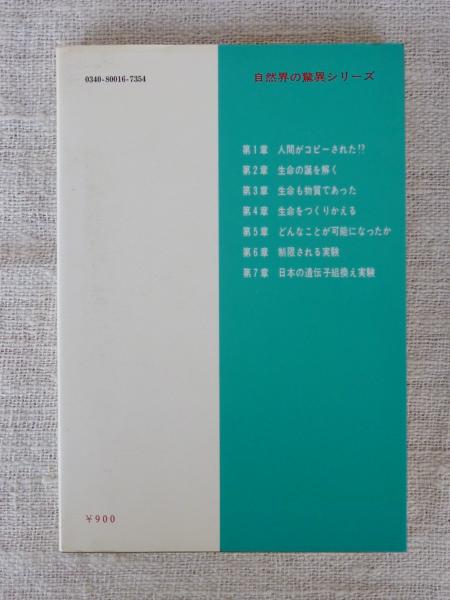 0340-80016-7354
自然界の驚異シリーズ
第1章 人間がコピーされた!?
第2章 生命の謎を解く
第3章 生命も物質であった
第4章 生命をつくりかえる
第5章 どんなことが可能になったか
第6章 制限される実験
第7章 日本の遺伝子組換え実験
¥900